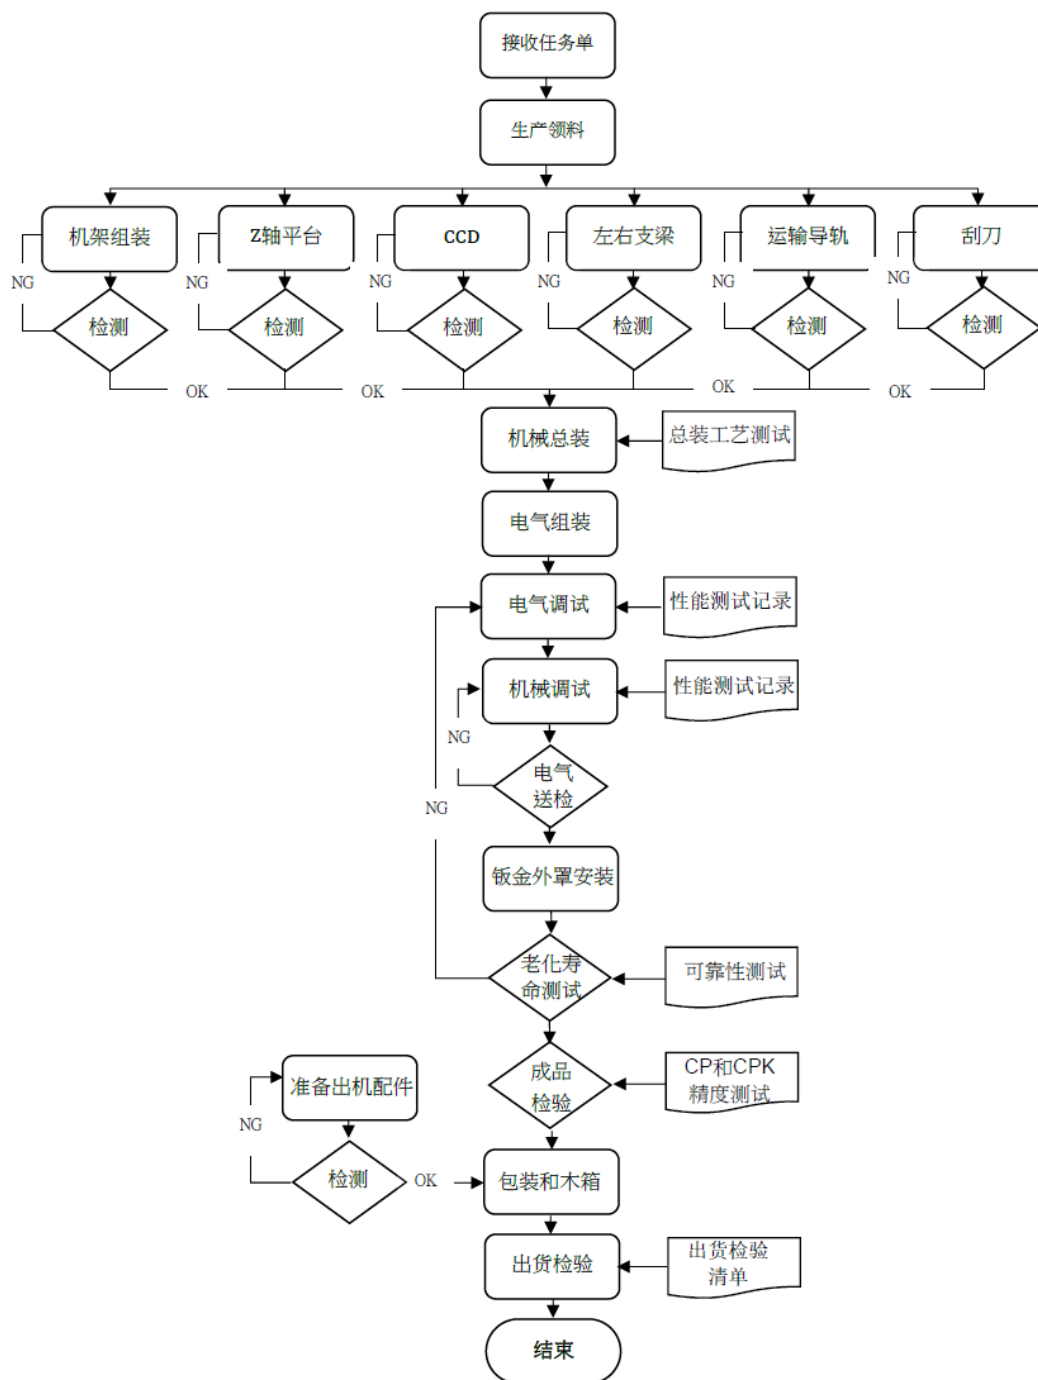 接收任务单
生产领料
机架组装
Z轴平台
CCD
左右支梁
运输导轨
刮刀
NG
NG
NG
NG
NG
NG
检测
检测
检测
检测
检测
检测
OK
OK
OK
OK
机械总装
总装工艺测试
电气组装
电气调试
性能测试记录
机械调试
性能测试记录
NG
电气
送检
NG
钣金外罩安装
老化寿
命测试
可靠性测试
成品
检验
CP和CPK
精度测试
准备出机配件
NG
检测
OK
包装和木箱
出货检验
出货检验
清单
结束